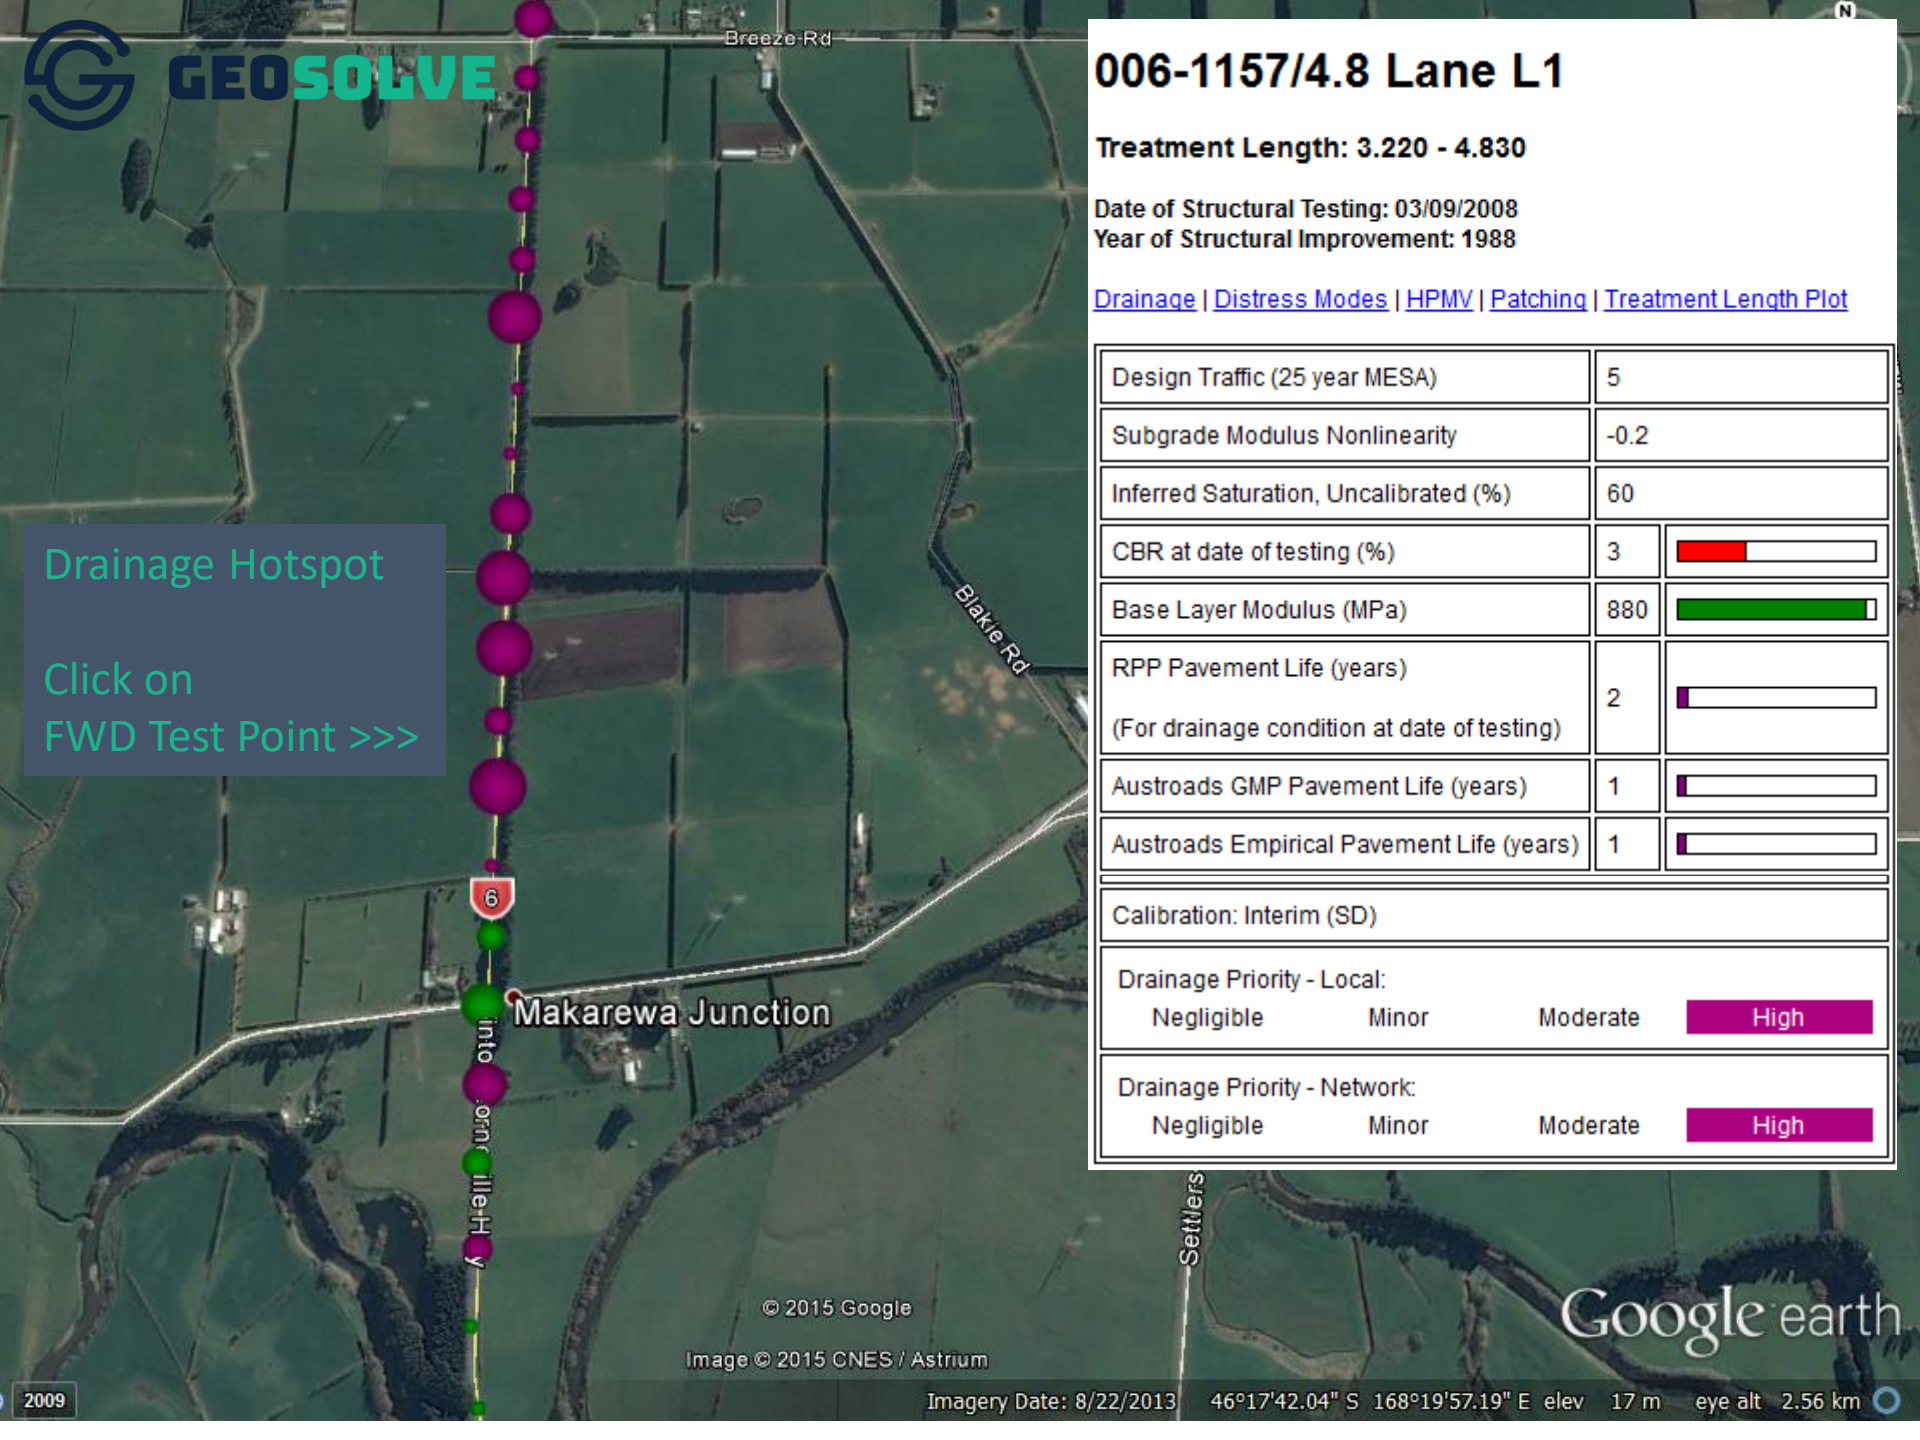 GEOSOLVE
Breeze Rd
N
006-1157/4.8 Lane L1
Treatment Length: 3.220 - 4.830
Date of Structural Testing: 03/09/2008
Year of Structural Improvement: 1988
Drainage | Distress Modes | HPMV | Patching | Treatment Length Plot
Design Traffic (25 year MESA) 5
Subgrade Modulus Nonlinearity -0.2
Inferred Saturation, Uncalibrated (%) 60
CBR at date of testing (%) 3
Base Layer Modulus (MPa) 880
RPP Pavement Life (years)
(For drainage condition at date of testing) 2
Austroads GMP Pavement Life (years) 1
Austroads Empirical Pavement Life (years) 1
Calibration: Interim (SD)
Drainage Priority - Local:
Negligible Minor Moderate High
Drainage Priority - Network:
Negligible Minor Moderate High
Drainage Hotspot
Click on
FWD Test Point >>>
Blakie Rd
6
Makarewa Junction
Settlers
© 2015 Google
Image © 2015 CNES / Astrium
Google earth
2009
Imagery Date: 8/22/2013 46°17'42.04" S 168°19'57.19" E elev 17 m eye alt 2.56 km